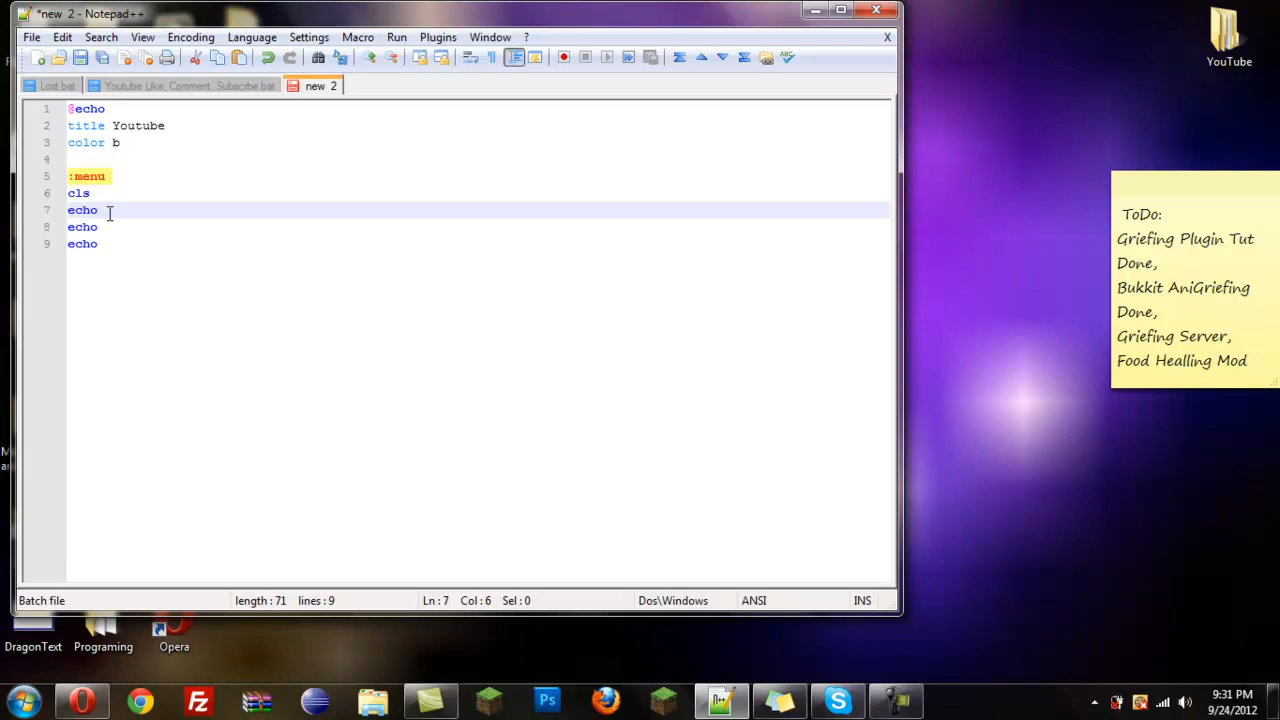 *new 2 - Notepad++
File Edit Search View Encoding Language Settings Macro Run Plugins Window ? X
Lost.bat Youtube Like, Comment, Subscrbe.bat new 2
1 @echo
2 title Youtube
3 color b
4
5 :menu
6 cls
7 echo
8 echo
9 echo
Batch file length : 71 lines : 9 Ln : 7 Col : 6 Sel : 0 Dos\Windows ANSI INS
YouTube
ToDo:
Griefing Plugin Tut
Done,
Bukkit AniGriefing
Done,
Griefing Server,
Food Healling Mod
DragonText Programing Opera
Fz
Ps
9:31 PM
9/24/2012